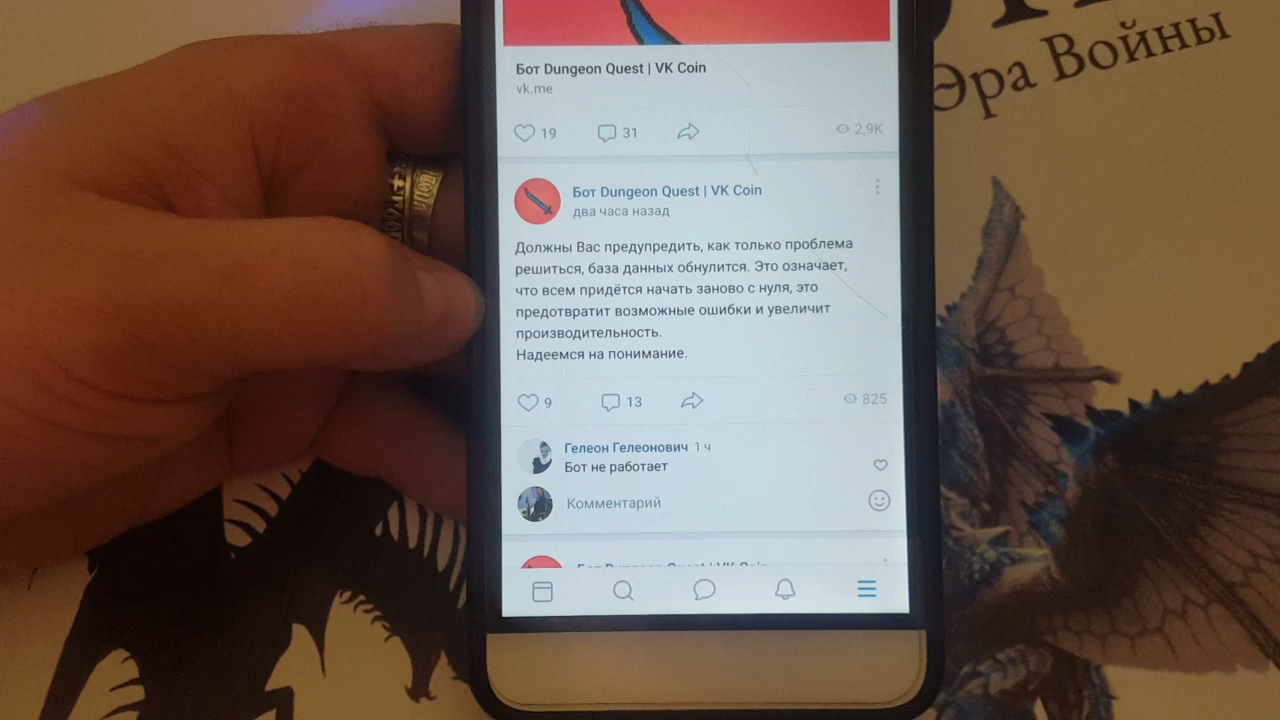 Эра Войны
Бот Dungeon Quest | VK Coin
vk.me
19
31
2,9K
Бот Dungeon Quest | VK Coin
два часа назад
Должны Вас предупредить, как только проблема
решиться, база данных обнулится. Это означает,
что всем придётся начать заново с нуля, это
предотвратит возможные ошибки и увеличит
производительность.
Надеемся на понимание.
9
13
825
Гелеон Гелеонович 1 ч
Бот не работает
Комментарий